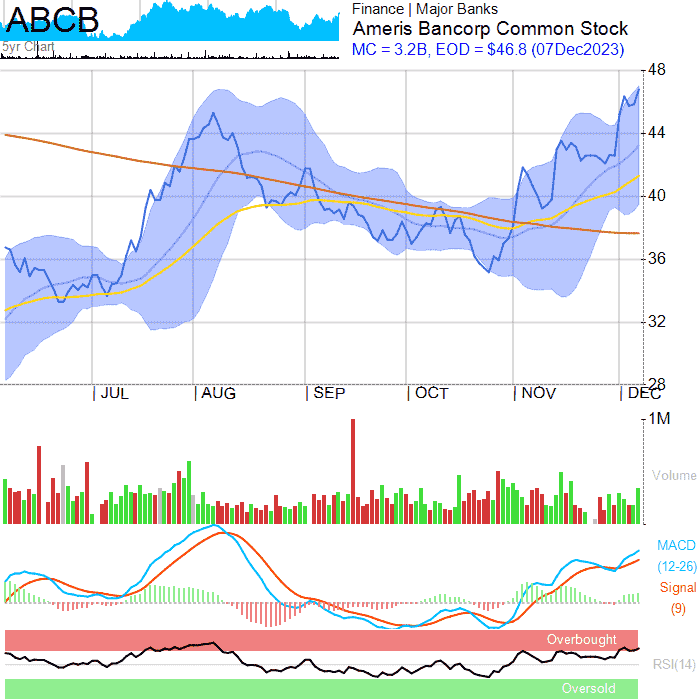 ABCB
5yr Chart
Finance | Major Banks
Ameris Bancorp Common Stock
MC = 3.2B, EOD = $46.8 (07Dec2023)
48
44
40
36
32
28
JUL AUG SEP OCT NOV DEC
1M
Volume
MACD
(12-26)
Signal
(9)
Overbought
RSI(14)
Oversold